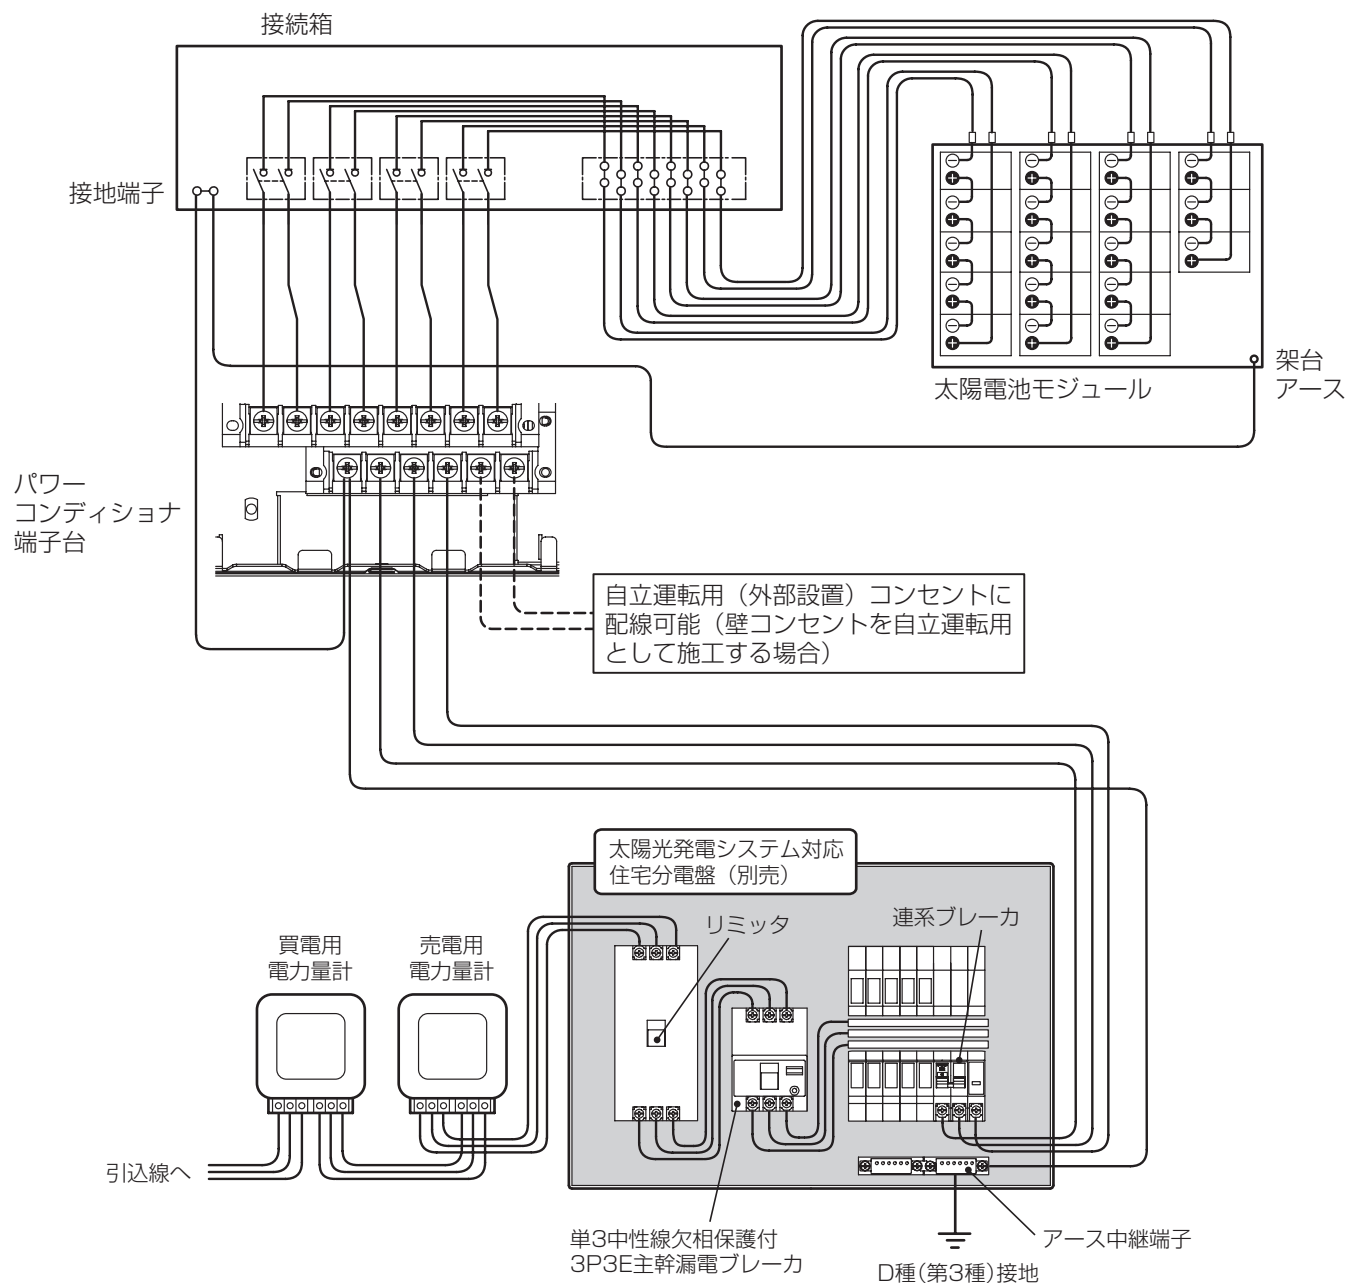 接続箱
接地端子
架台
アース
太陽電池モジュール
パワー
コンディショナ
端子台
自立運転用（外部設置）コンセントに
配線可能（壁コンセントを自立運転用
として施工する場合）
太陽光発電システム対応
住宅分電盤（別売）
リミッタ
連系ブレーカ
買電用
電力量計
売電用
電力量計
引込線へ
単3中性線欠相保護付
3P3E主幹漏電ブレーカ
アース中継端子
D種(第3種)接地